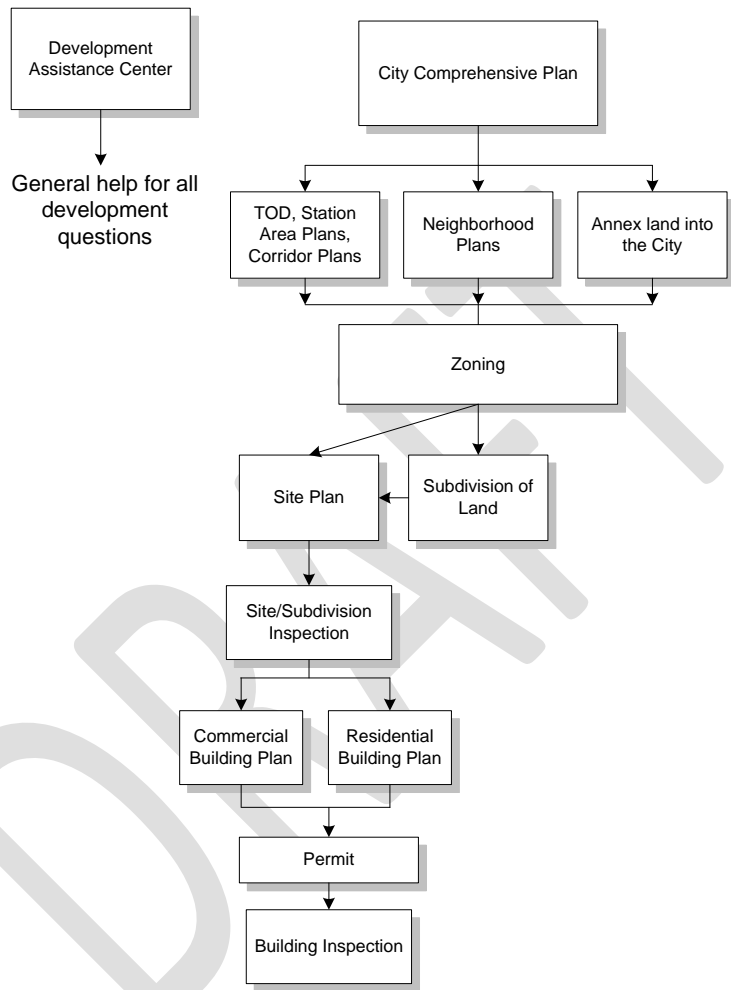 Development
Assistance Center
City Comprehensive Plan
General help for all
development
questions
TOD, Station
Area Plans,
Corridor Plans
Neighborhood
Plans
Annex land into
the City
Zoning
Site Plan
Subdivision of
Land
Site/Subdivision
Inspection
Commercial
Building Plan
Residential
Building Plan
Permit
Building Inspection
DRAFT